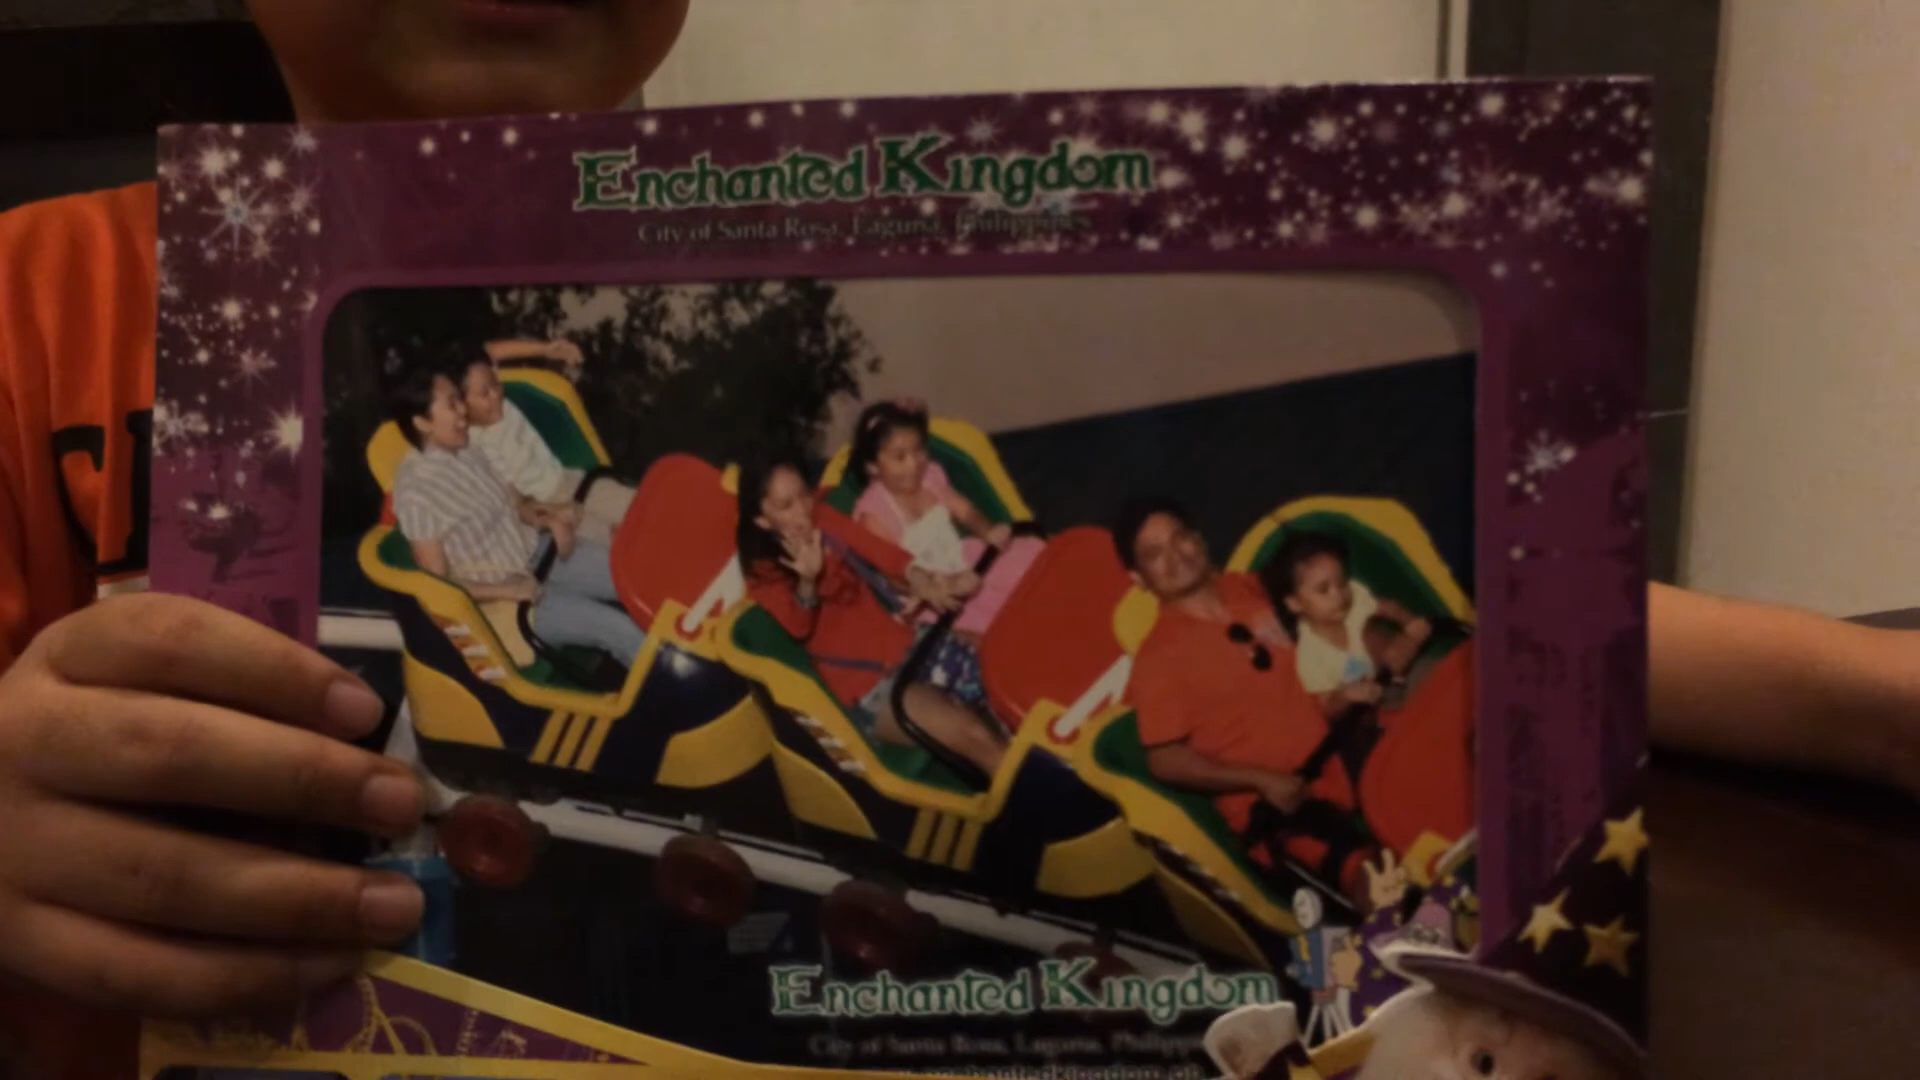 Enchanted Kingdom
City of Santa Rosa, Laguna, Philippines
Enchanted Kingdom
City of Santa Rosa, Laguna,